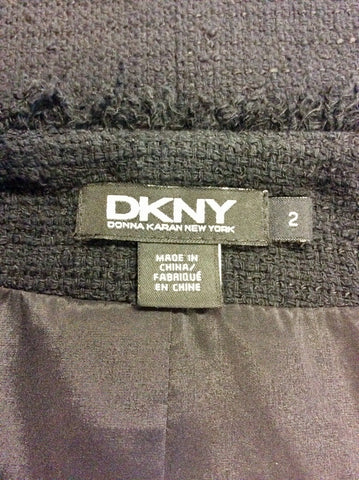 DKNY
DONNA KARAN NEW YORK
2
MADE IN
CHINA/
FABRIQUÉ
EN CHINE